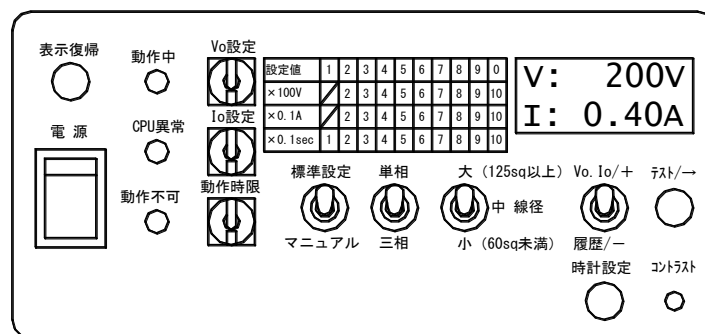 表示復帰
動作中
Vo設定
電 源
CPU異常
Io設定
動作不可
動作時限
設定値 1 2 3 4 5 6 7 8 9 0
×100V 2 3 4 5 6 7 8 9 10
×0.1A 2 3 4 5 6 7 8 9 10
×0.1sec 1 2 3 4 5 6 7 8 9 10
V: 200V
I: 0.40A
標準設定
マニュアル
単相
三相
大 (125sq以上)
中 線径
小 (60sq未満)
Vo.Io/+
履歴/−
テスト/→
時計設定
コントラスト